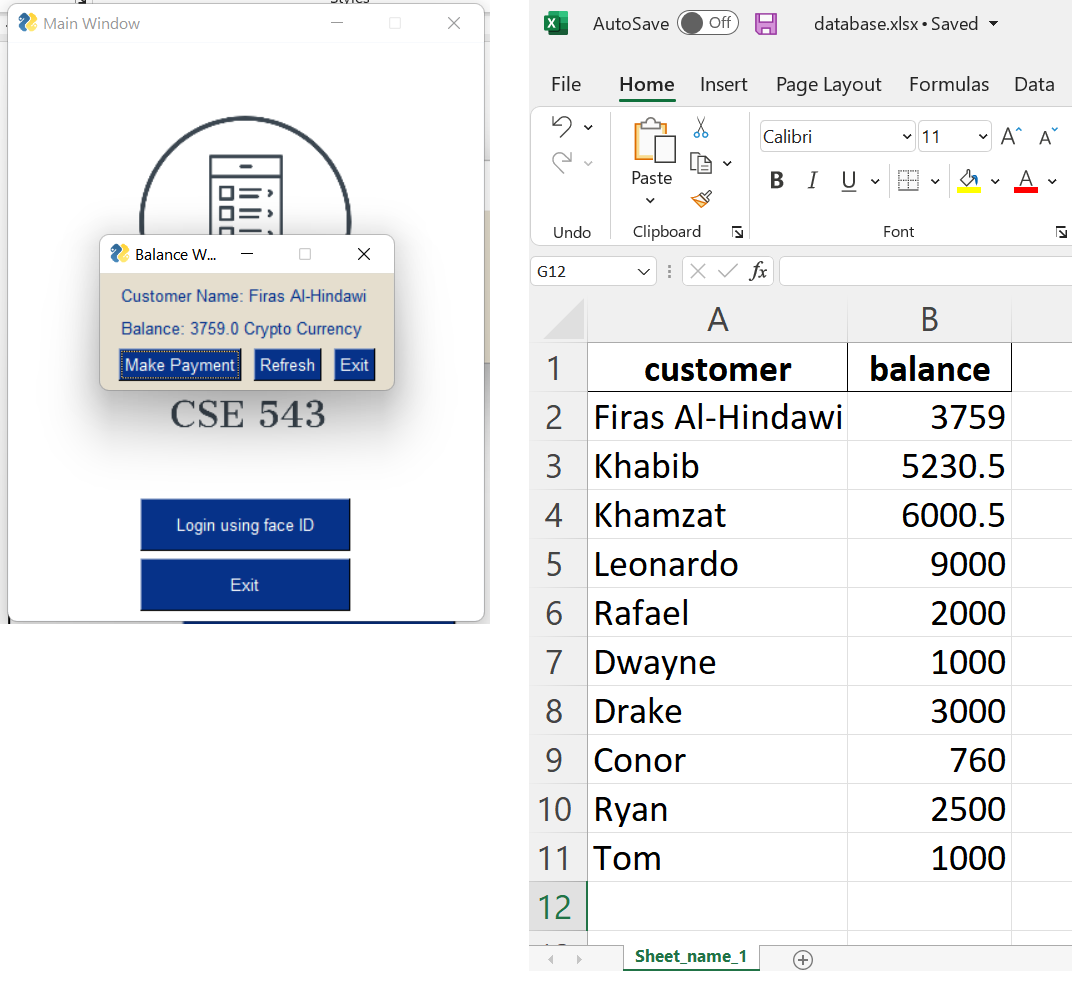 Styles
Main Window
Balance W...
Customer Name: Firas Al-Hindawi
Balance: 3759.0 Crypto Currency
Make Payment Refresh Exit
CSE 543
Login using face ID
Exit
AutoSave Off database.xlsx • Saved
File Home Insert Page Layout Formulas Data
Paste
Calibri 11 A A
B I U A
Undo Clipboard Font
G12 fx
A B
1 customer balance
2 Firas Al-Hindawi 3759
3 Khabib 5230.5
4 Khamzat 6000.5
5 Leonardo 9000
6 Rafael 2000
7 Dwayne 1000
8 Drake 3000
9 Conor 760
10 Ryan 2500
11 Tom 1000
12
Sheet_name_1